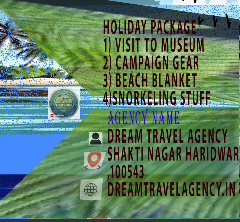 HOLIDAY PACKAGE
1) VISIT TO MUSEUM
2) CAMPAIGN GEAR
3) BEACH BLANKET
4)SNORKELING STUFF
AGENCY NAME
DREAM TRAVEL AGENCY
SHAKTI NAGAR HARIDWAR
,100543
DREAMTRAVELAGENCY.IN